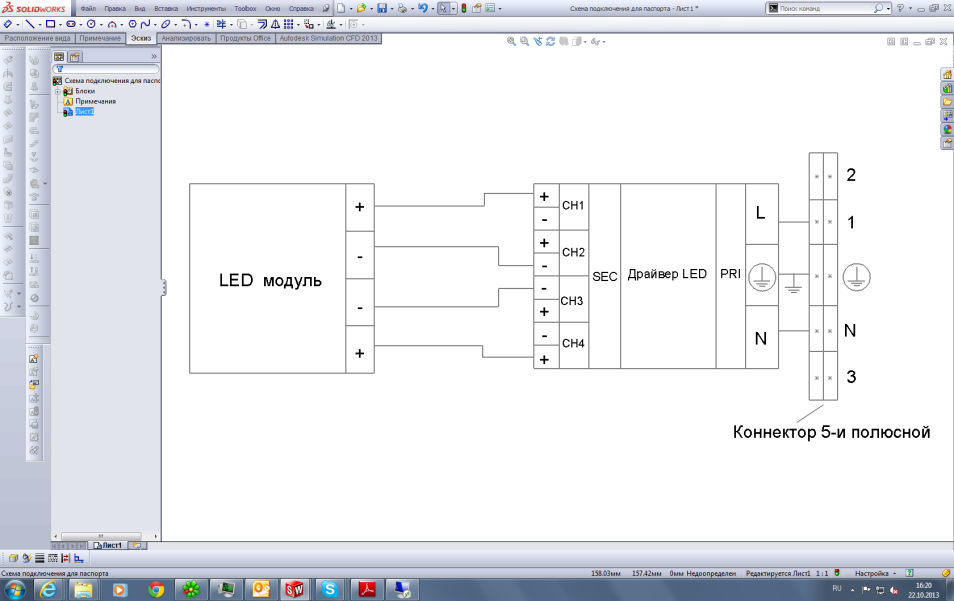 SOLIDWORKS
Файл Правка Вид Вставка Инструменты Toolbox Окно Справка
Схема подключения для паспорта - Лист1 *
Поиск команд
Расположение вида Примечание Эскиз Анализировать Продукты Office Autodesk Simulation CFD 2013
Схема подключения для паспо
Блоки
A Примечания
Лист1
LED модуль
+
-
-
+
+
-
CH1
+
-
CH2
-
+
CH3
-
+
CH4
SEC
Драйвер LED
PRI
L
N
2
1
N
3
Коннектор 5-и полюсной
Лист1
Схема подключения для паспорта
158.03мм 157.42мм 0мм Недоопределен Редактируется Лист1 1 : 1 Настройка
RU
16:20
22.10.2013